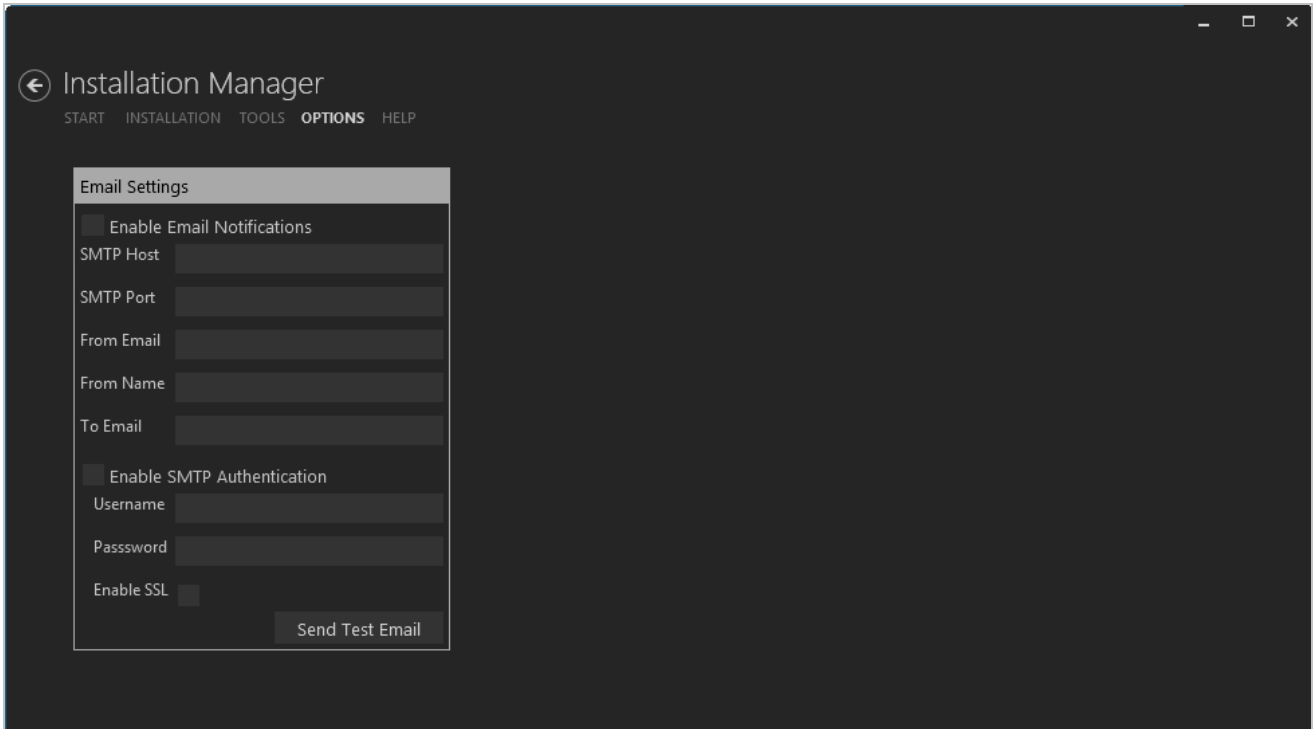 Installation Manager
START INSTALLATION TOOLS OPTIONS HELP
Email Settings
Enable Email Notifications
SMTP Host
SMTP Port
From Email
From Name
To Email
Enable SMTP Authentication
Username
Passsword
Enable SSL
Send Test Email